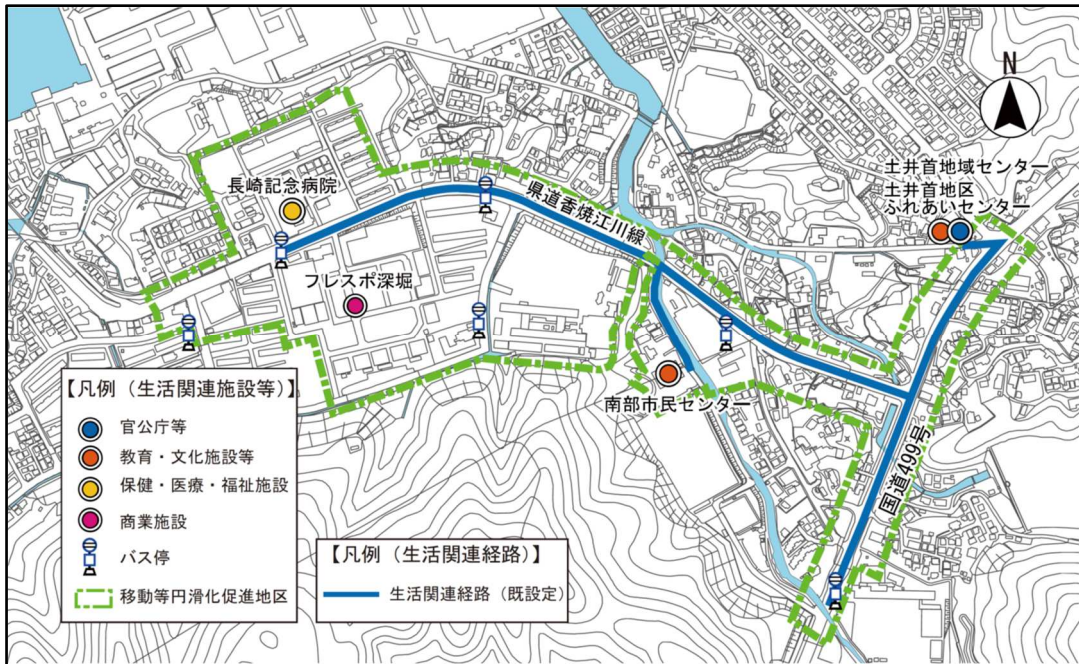 N
土井首地域センター
土井首地区
ふれあいセンター
長崎記念病院
県道香焼江川線
フレスポ深堀
南部市民センター
国道499号
【凡例（生活関連施設等）】
官公庁等
教育・文化施設等
保健・医療・福祉施設
商業施設
バス停
移動等円滑化促進地区
【凡例（生活関連経路）】
生活関連経路（既設定）